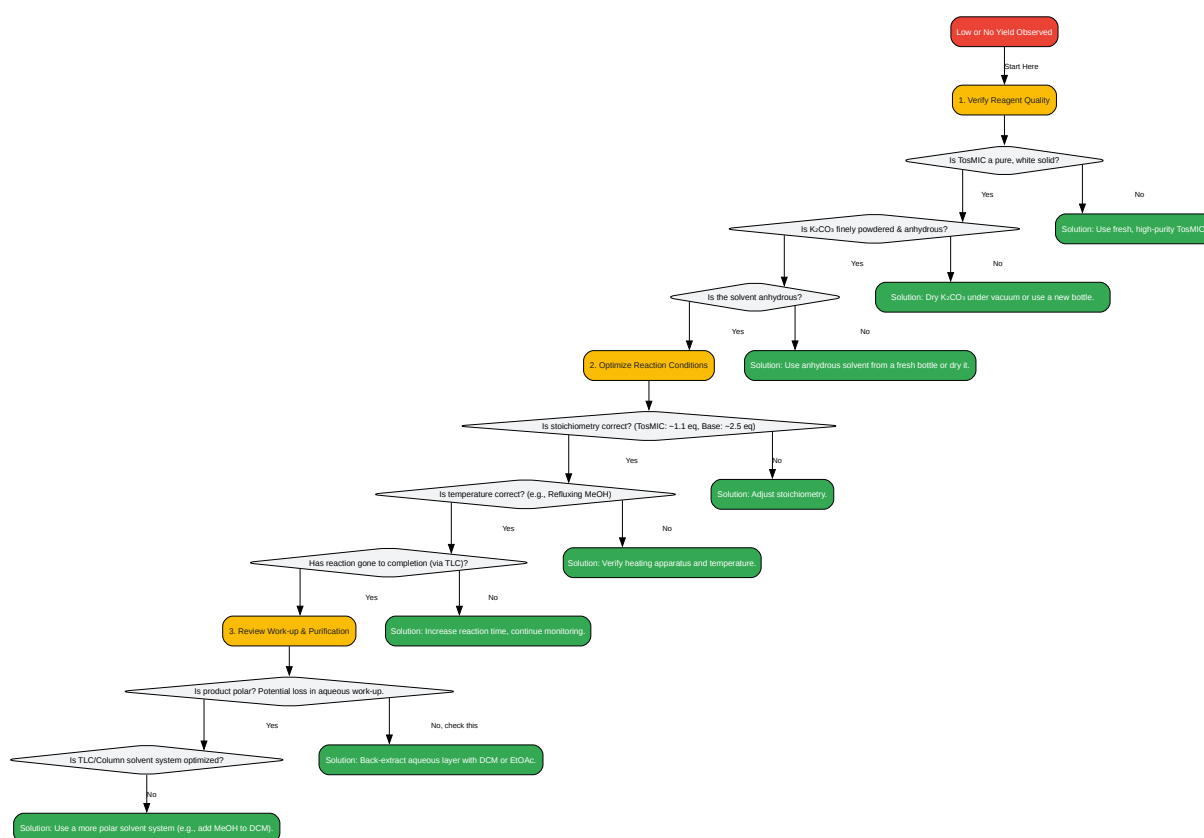 Low or No Yield Observed
Start Here
1. Verify Reagent Quality
Is TosMIC a pure, white solid?
Yes
No
Is K₂CO₃ finely powdered & anhydrous?
Solution: Use fresh, high-purity TosMIC
Yes
No
Is the solvent anhydrous?
Solution: Dry K₂CO₃ under vacuum or use a new bottle.
Yes
No
2. Optimize Reaction Conditions
Solution: Use anhydrous solvent from a fresh bottle or dry it.
Is stoichiometry correct? (TosMIC: ~1.1 eq, Base: ~2.5 eq)
Yes
No
Is temperature correct? (e.g., Refluxing MeOH)
Solution: Adjust stoichiometry.
Yes
No
Has reaction gone to completion (via TLC)?
Solution: Verify heating apparatus and temperature.
Yes
No
3. Review Work-up & Purification
Solution: Increase reaction time, continue monitoring.
Is product polar? Potential loss in aqueous work-up.
Yes
No, check this
Is TLC/Column solvent system optimized?
Solution: Back-extract aqueous layer with DCM or EtOAc.
No
Solution: Use a more polar solvent system (e.g., add MeOH to DCM).